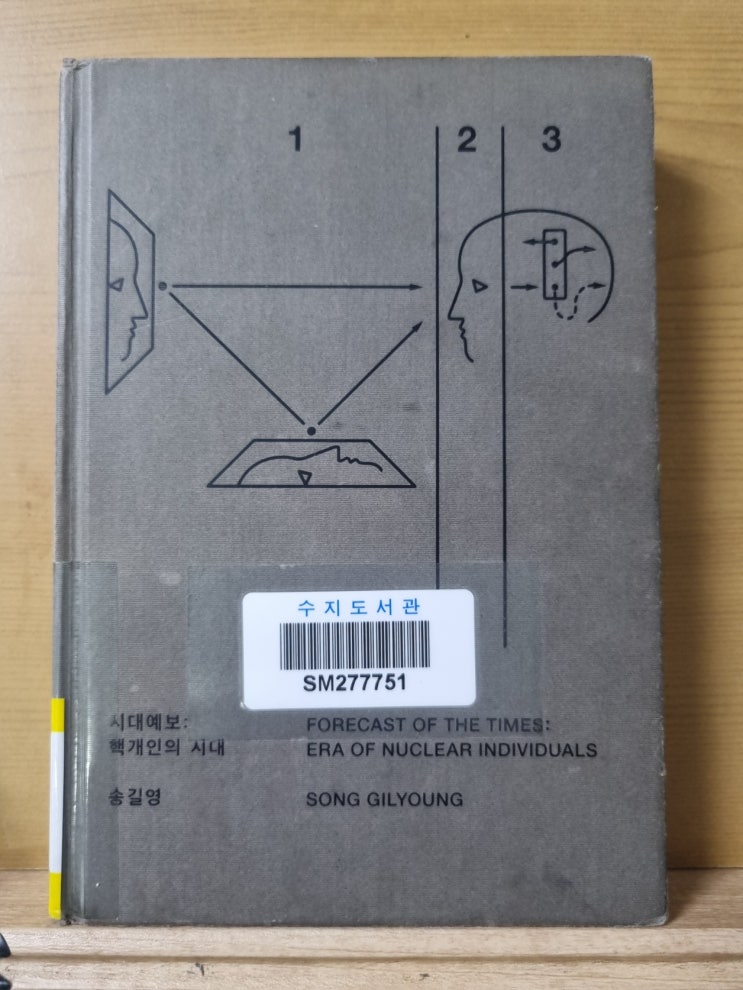 1 2 3
수지도서관
SM277751
시대예보: FORECAST OF THE TIMES:
핵개인의 시대 ERA OF NUCLEAR INDIVIDUALS
송길영 SONG GILYOUNG